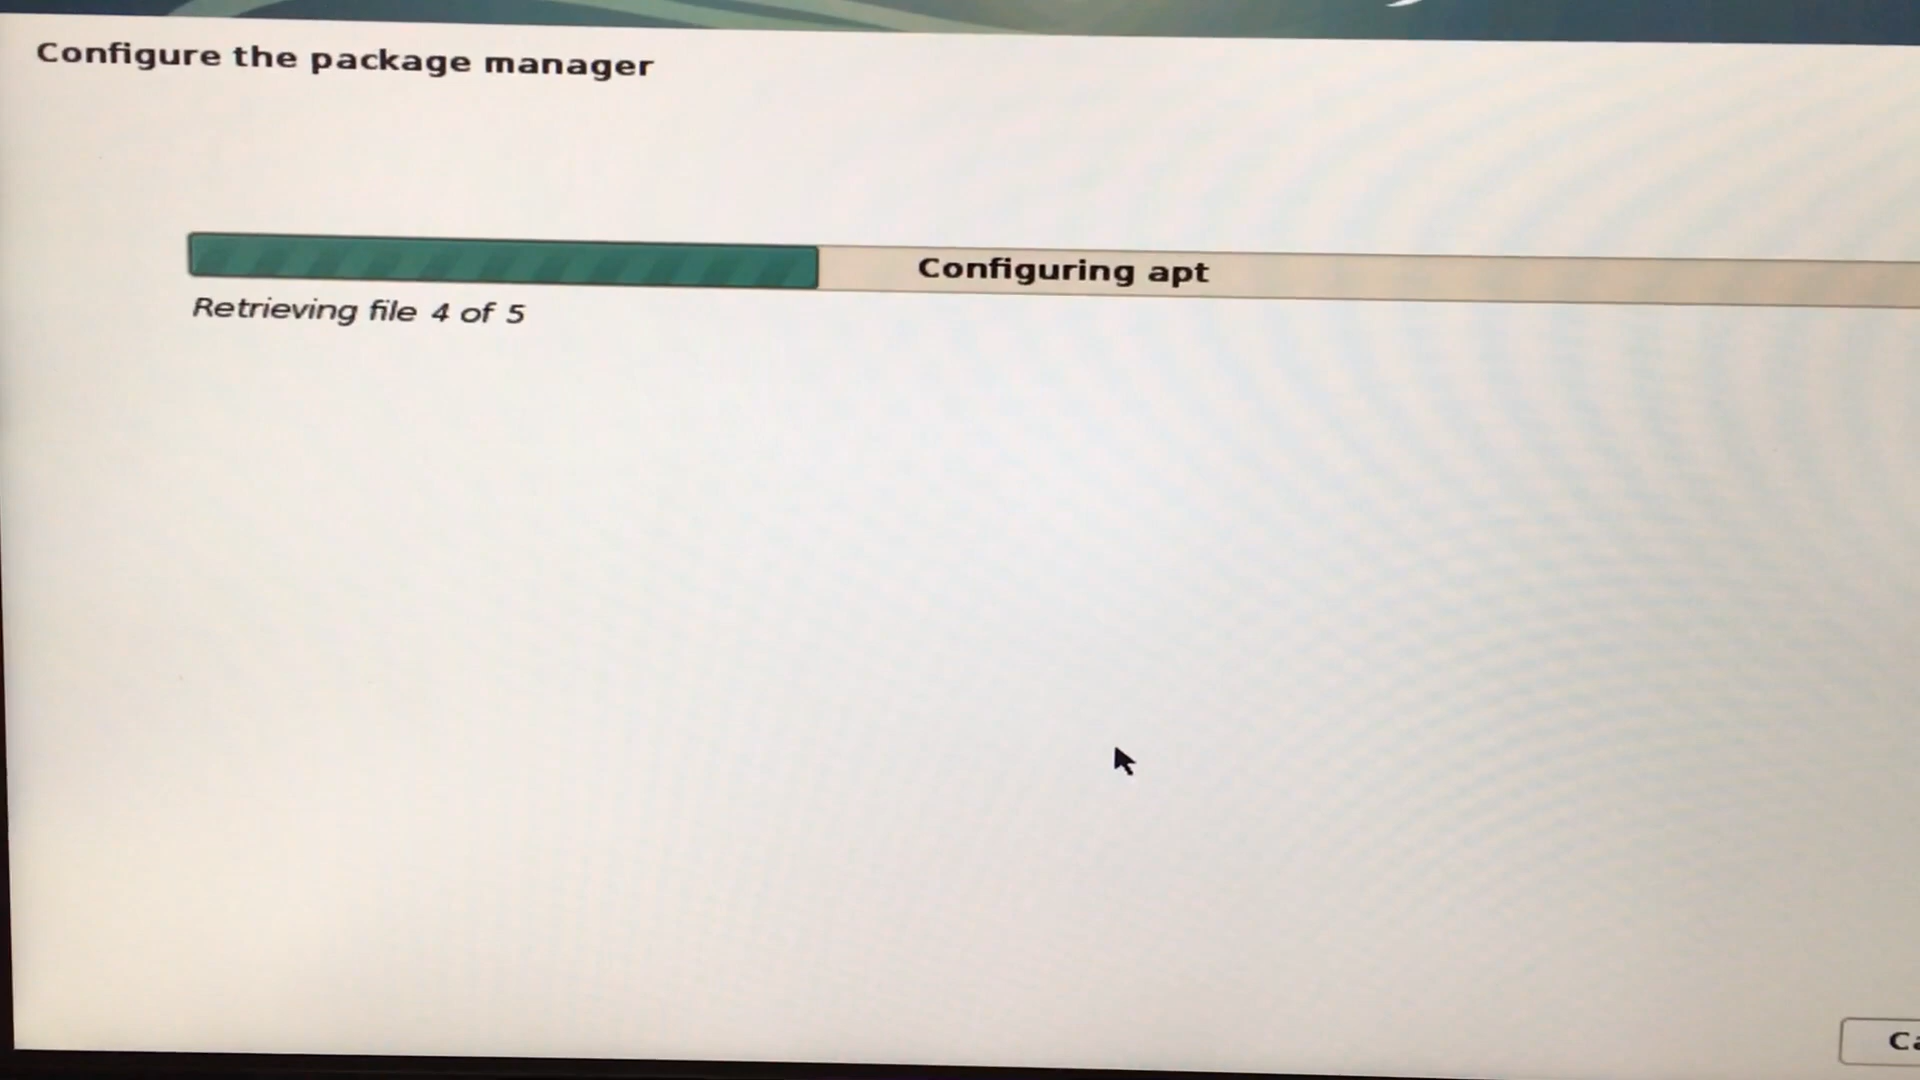 Configure the package manager
Configuring apt
Retrieving file 4 of 5